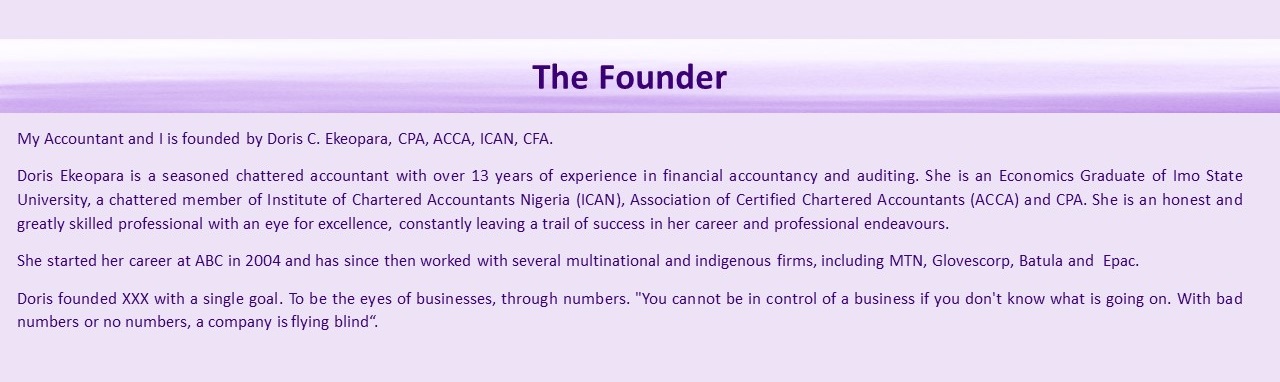 The Founder
My Accountant and I is founded by Doris C. Ekeopara, CPA, ACCA, ICAN, CFA.
Doris Ekeopara is a seasoned chattered accountant with over 13 years of experience in financial accountancy and auditing. She is an Economics Graduate of Imo State
University, a chattered member of Institute of Chartered Accountants Nigeria (ICAN), Association of Certified Chartered Accountants (ACCA) and CPA. She is an honest and
greatly skilled professional with an eye for excellence, constantly leaving a trail of success in her career and professional endeavours.
She started her career at ABC in 2004 and has since then worked with several multinational and indigenous firms, including MTN, Glovescorp, Batula and Epac.
Doris founded XXX with a single goal. To be the eyes of businesses, through numbers. "You cannot be in control of a business if you don't know what is going on. With bad
numbers or no numbers, a company is flying blind“.